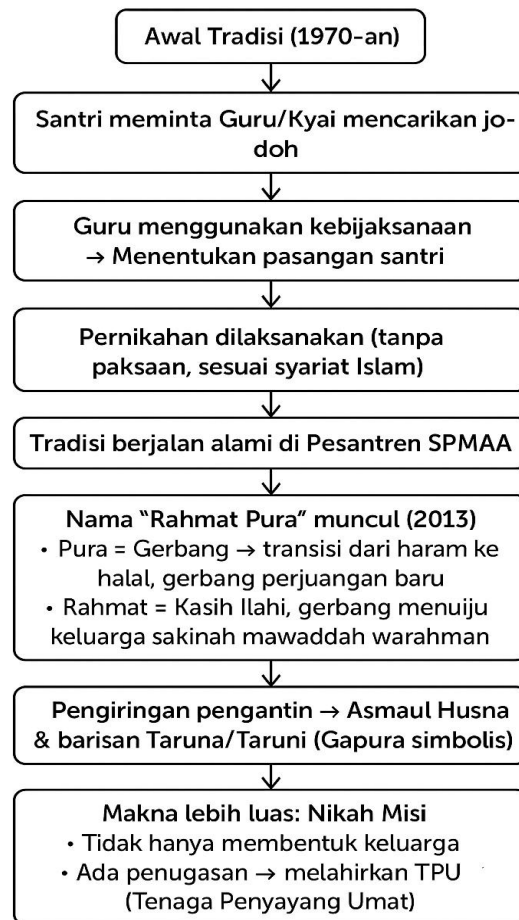 Awal Tradisi (1970-an)
Santri meminta Guru/Kyai mencarikan jo-
doh
Guru menggunakan kebijaksanaan
→ Menentukan pasangan santri
Pernikahan dilaksanakan (tanpa
paksaan, sesuai syariat Islam)
Tradisi berjalan alami di Pesantren SPMAA
Nama “Rahmat Pura” muncul (2013)
• Pura = Gerbang → transisi dari haram ke
halal, gerbang perjuangan baru
• Rahmat = Kasih Ilahi, gerbang menuiju
keluarga sakinah mawaddah warahman
Pengiringan pengantin → Asmaul Husna
& barisan Taruna/Taruni (Gapura simbolis)
Makna lebih luas: Nikah Misi
• Tidak hanya membentuk keluarga
• Ada penugasan → melahirkan TPU
(Tenaga Penyayang Umat)